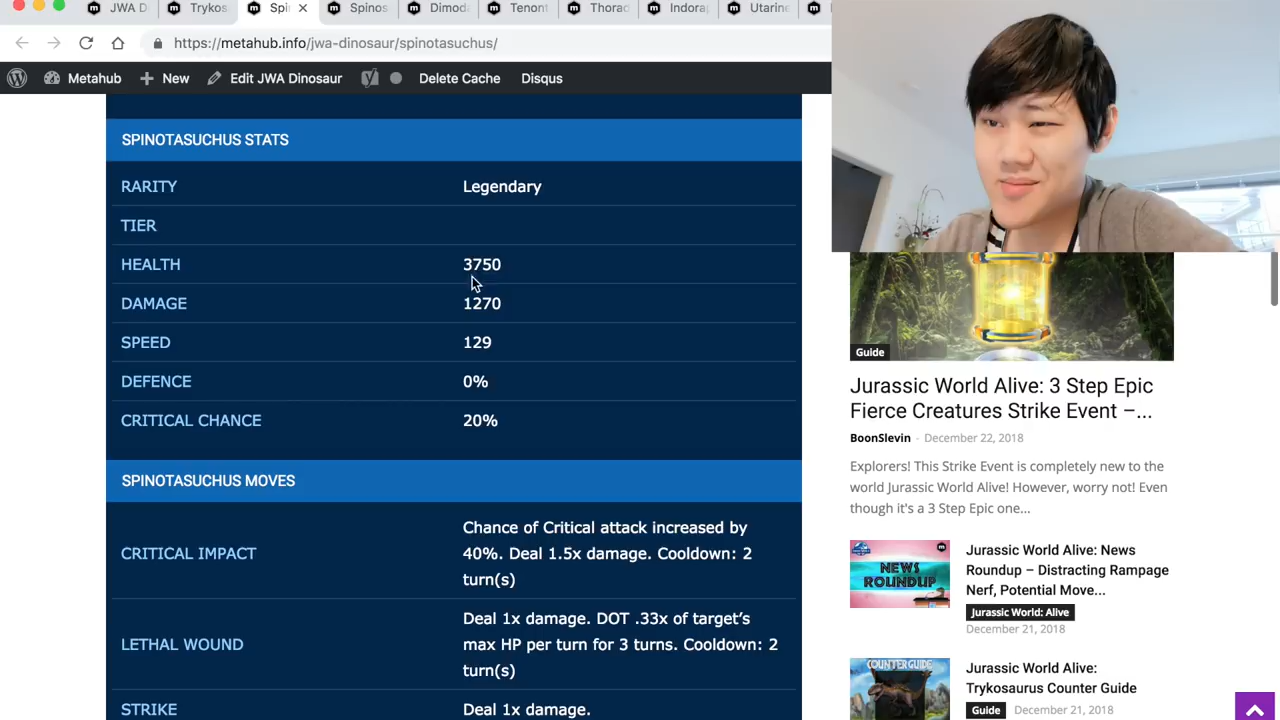 JWA D
Trykos
Spi
Spinos
Dimod
Tenont
Thorac
Indora
Utarin
https://metahub.info/jwa-dinosaur/spinotasuchus/
Metahub
New
Edit JWA Dinosaur
Delete Cache
Disqus
SPINOTASUCHUS STATS
RARITY Legendary
TIER
HEALTH 3750
DAMAGE 1270
SPEED 129
DEFENCE 0%
CRITICAL CHANCE 20%
SPINOTASUCHUS MOVES
CRITICAL IMPACT
Chance of Critical attack increased by
40%. Deal 1.5x damage. Cooldown: 2
turn(s)
LETHAL WOUND
Deal 1x damage. DOT .33x of target’s
max HP per turn for 3 turns. Cooldown: 2
turn(s)
STRIKE Deal 1x damage.
Guide
Jurassic World Alive: 3 Step Epic
Fierce Creatures Strike Event –...
BoonSlevin - December 22, 2018
Explorers! This Strike Event is completely new to the
world Jurassic World Alive! However, worry not! Even
though it's a 3 Step Epic one...
NEWS
ROUNDUP
Jurassic World Alive: News
Roundup – Distracting Rampage
Nerf, Potential Move...
Jurassic World: Alive
December 21, 2018
COUNTER GUIDE
Jurassic World Alive:
Trykosaurus Counter Guide
Guide December 21, 2018